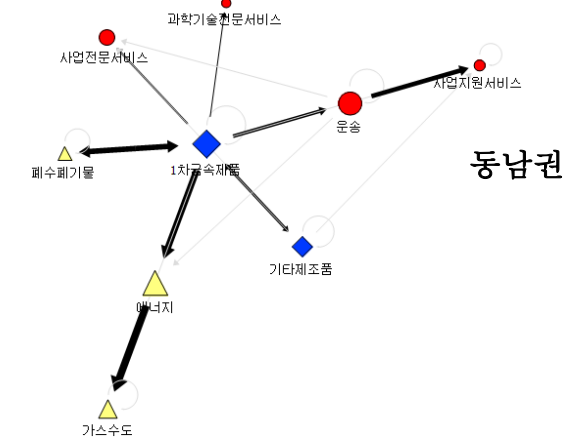 과학기술전문서비스
사업전문서비스
사업지원서비스
운송
동남권
1차금속제품
폐수폐기물
기타제조품
에너지
가스수도